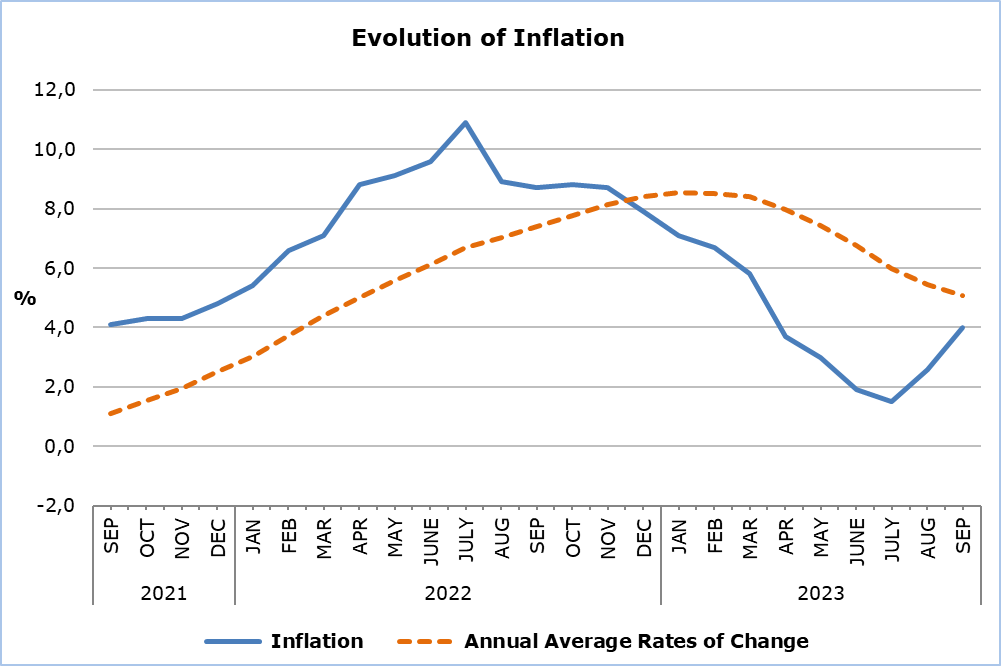 Evolution of Inflation
12,0
10,0
8,0
6,0
%
4,0
2,0
0,0
-2,0
SEP OCT NOV DEC JAN FEB MAR APR MAY JUNE JULY AUG SEP OCT NOV DEC JAN FEB MAR APR MAY JUNE JULY AUG SEP
2021 2022 2023
Inflation Annual Average Rates of Change